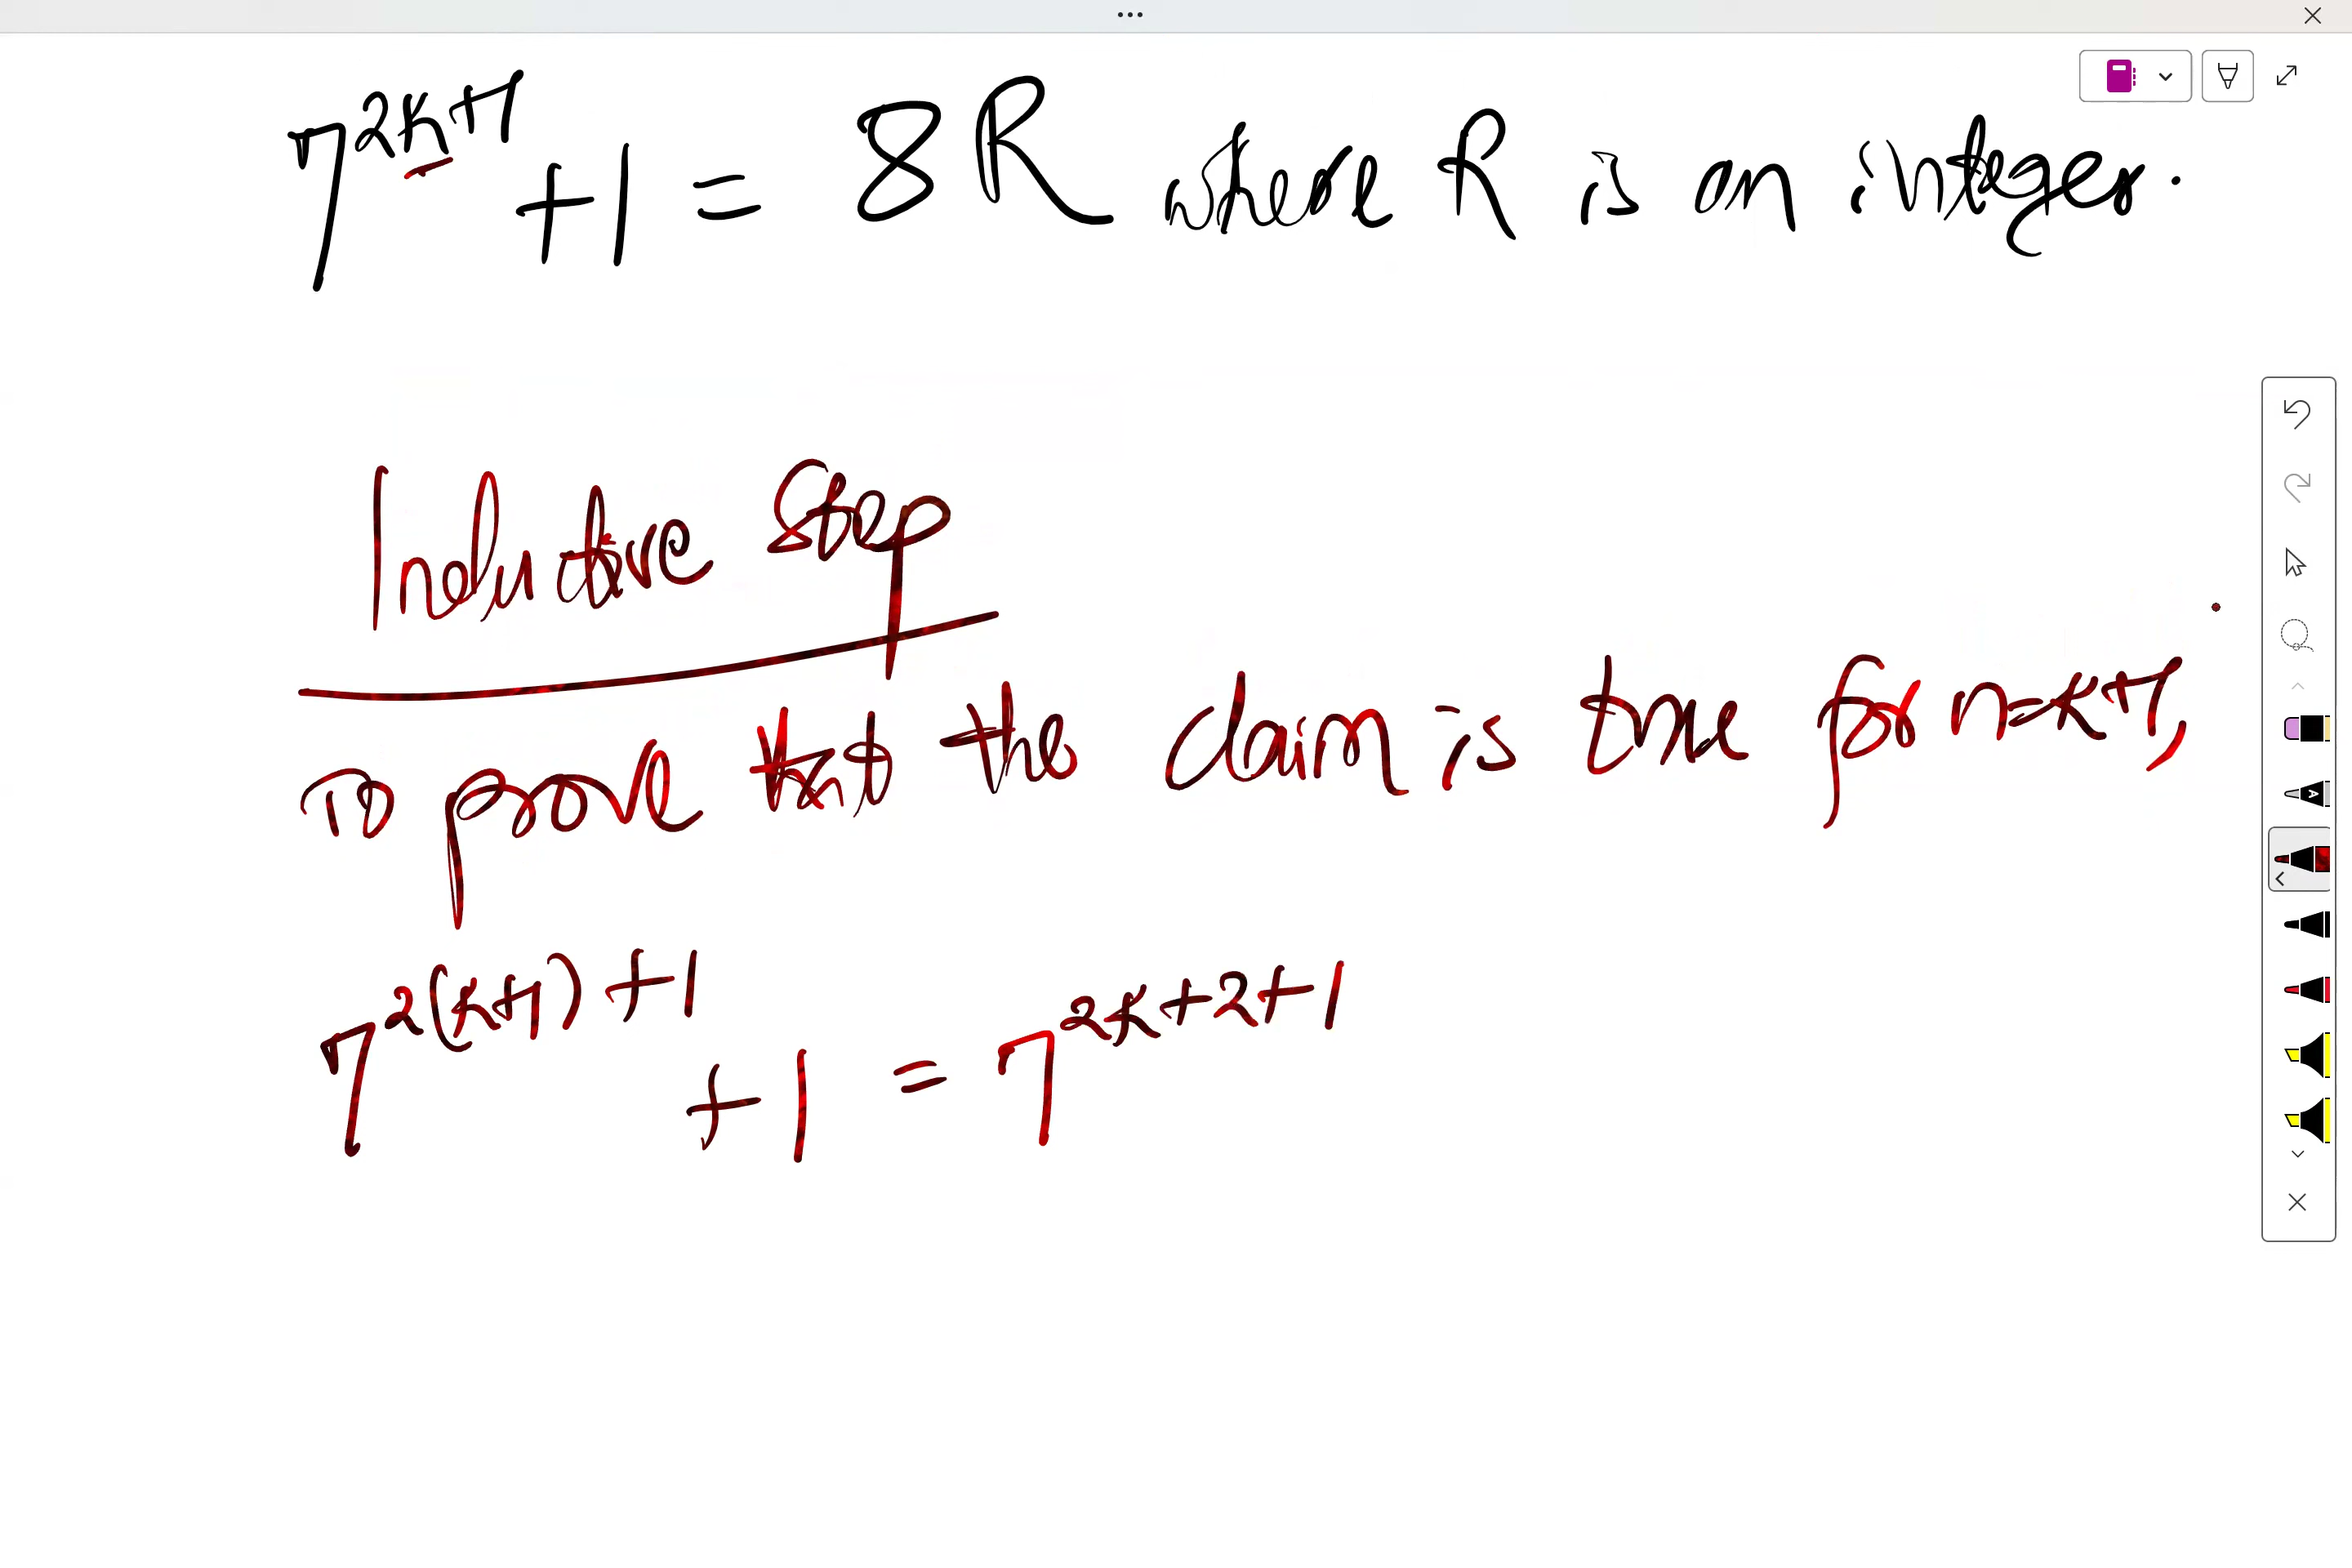 7^{2k+1} + 1 = 8R where R is an integer.
Inductive Step
To prove that the claim is true for n=k+1,
7^{2(k+1)+1} + 1 = 7^{2k+2+1}